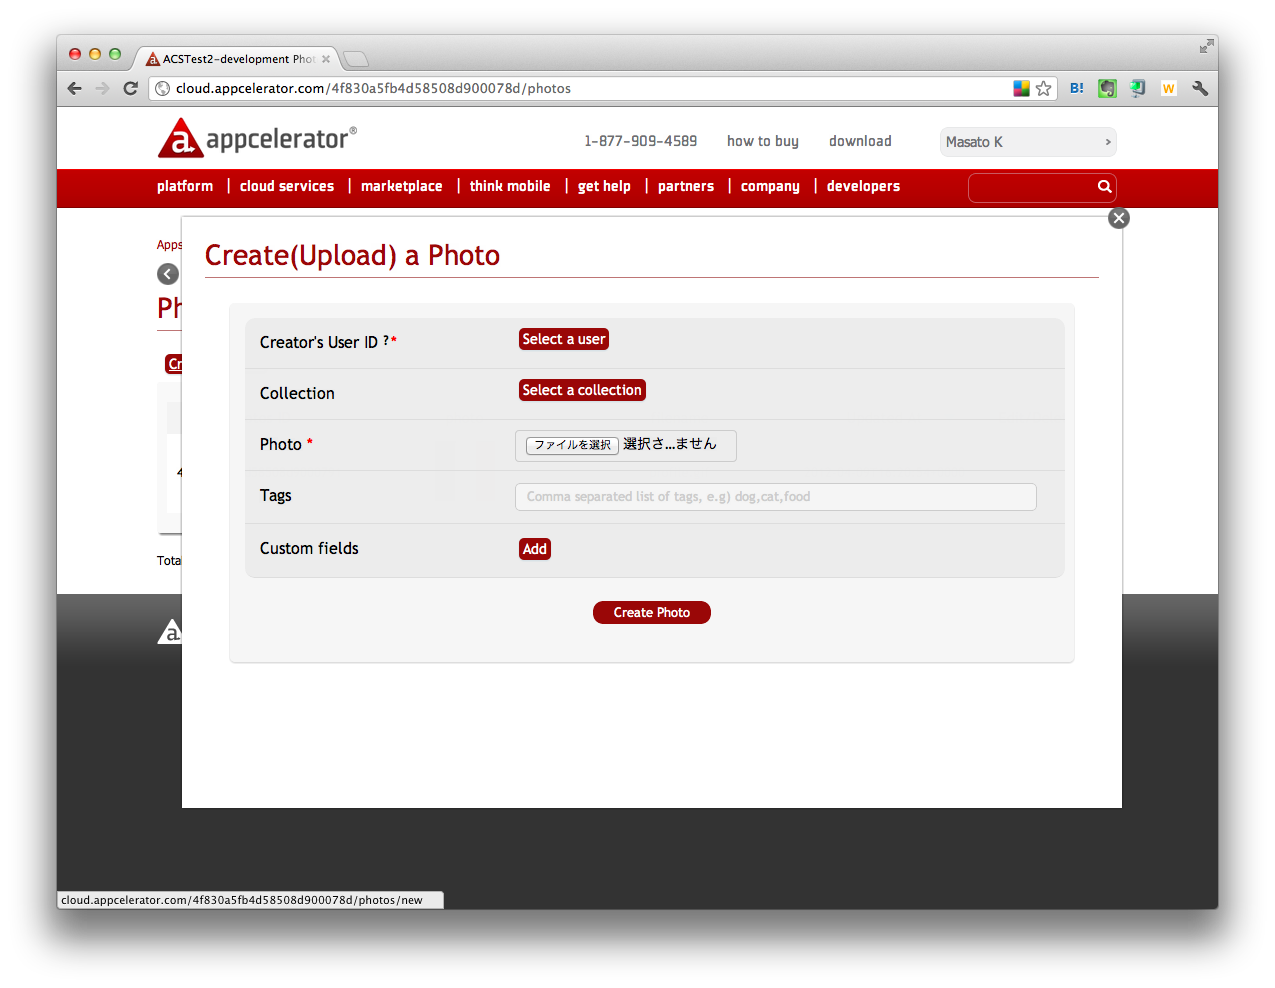 ACSTest2-development Phot
cloud.appcelerator.com/4f830a5fb4d58508d900078d/photos
B!
W
a. appcelerator®
1-877-909-4589 how to buy download Masato K
platform | cloud services | marketplace | think mobile | get help | partners | company | developers
Apps
Create(Upload) a Photo
Ph
Creator's User ID ?*
Select a user
Cr
Collection
Select a collection
Photo *
ファイルを選択 選択さ...ません
4
Tags
Comma separated list of tags, e.g) dog,cat,food
Custom fields
Add
Tota
Create Photo
a.
cloud.appcelerator.com/4f830a5fb4d58508d900078d/photos/new